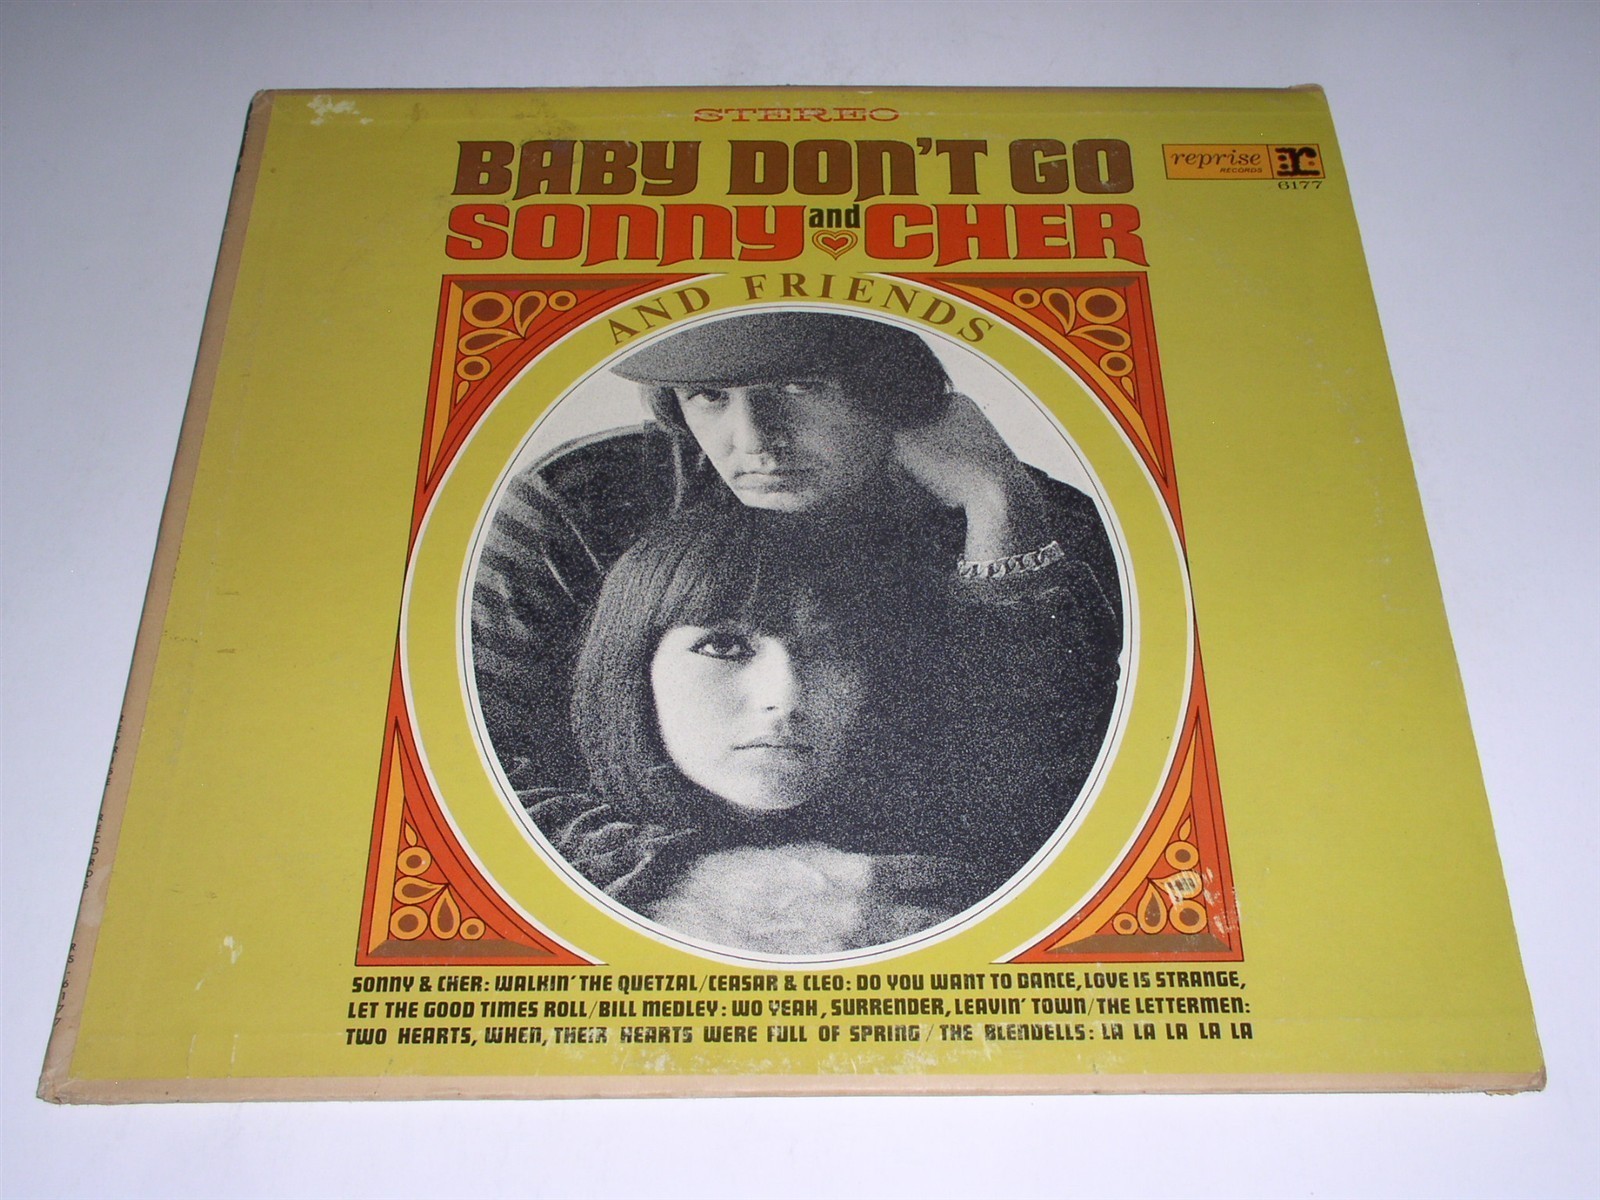 STEREO
BABY DON'T GO
reprise
RECORDS
r:
6177
SONNY and CHER
AND FRIENDS
SONNY & CHER: WALKIN' THE QUETZAL/CEASAR & CLEO: DO YOU WANT TO DANCE, LOVE IS STRANGE,
LET THE GOOD TIMES ROLL/BILL MEDLEY: WO YEAH, SURRENDER, LEAVIN' TOWN/THE LETTERMEN:
TWO HEARTS, WHEN, THEIR HEARTS WERE FULL OF SPRING/THE BLENDELLS: LA LA LA LA LA